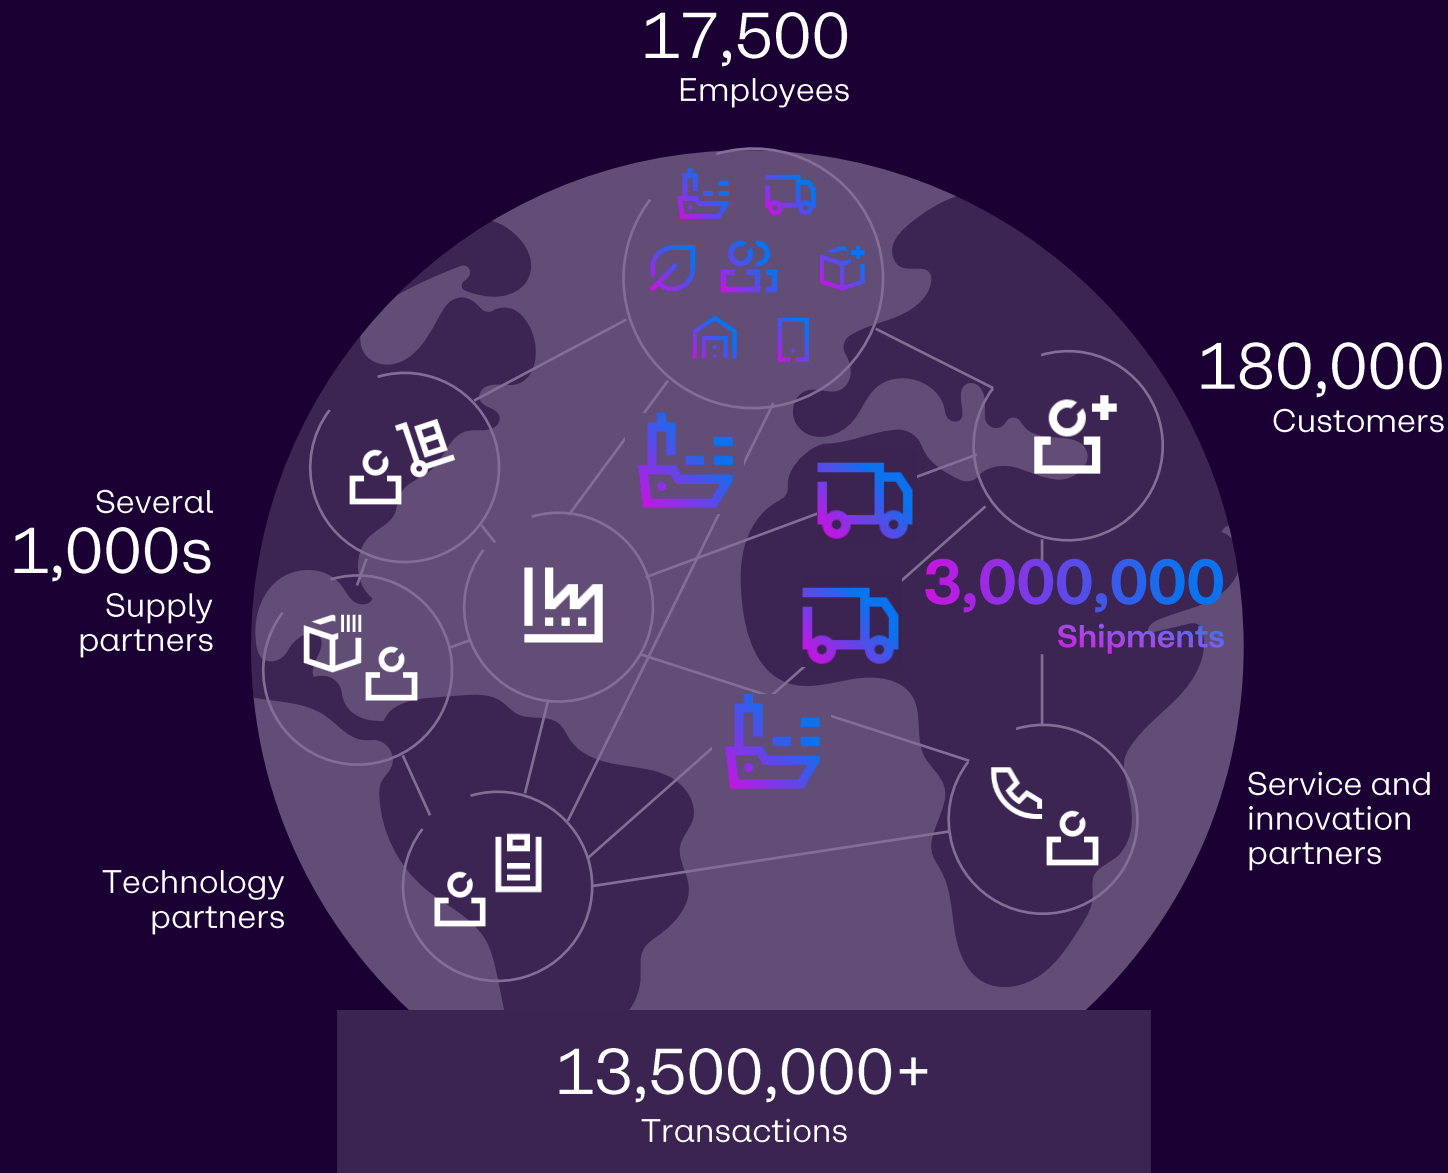 17,500
Employees
180,000
Customers
Several
1,000s
Supply
partners
3,000,000
Shipments
Service and
innovation
partners
Technology
partners
13,500,000+
Transactions